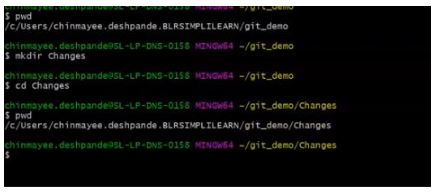 chinmayee.deshpande@SL-LP-DNS-0158 MINGW64 ~/git_demo
$ pwd
/c/Users/chinmayee.deshpande.BLRSIMPLILEARN/git_demo
chinmayee.deshpande@SL-LP-DNS-0158 MINGW64 ~/git_demo
$ mkdir Changes
chinmayee.deshpande@SL-LP-DNS-0158 MINGW64 ~/git_demo
$ cd Changes
chinmayee.deshpande@SL-LP-DNS-0158 MINGW64 ~/git_demo/Changes
$ pwd
/c/Users/chinmayee.deshpande.BLRSIMPLILEARN/git_demo/Changes
chinmayee.deshpande@SL-LP-DNS-0158 MINGW64 ~/git_demo/Changes
$